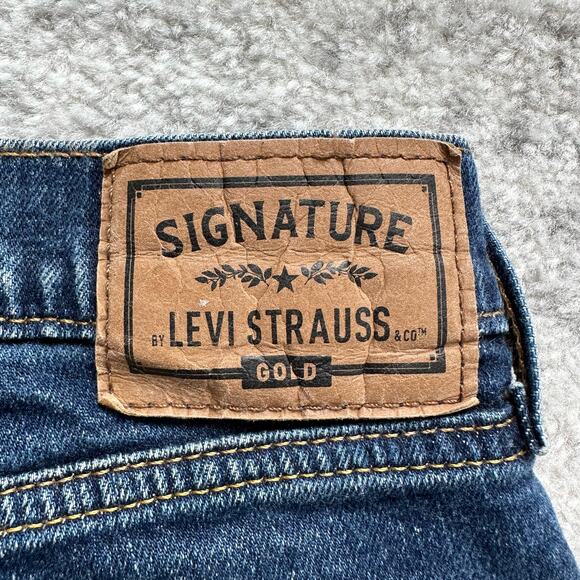 SIGNATURE
BY LEVI STRAUSS & CO™
GOLD